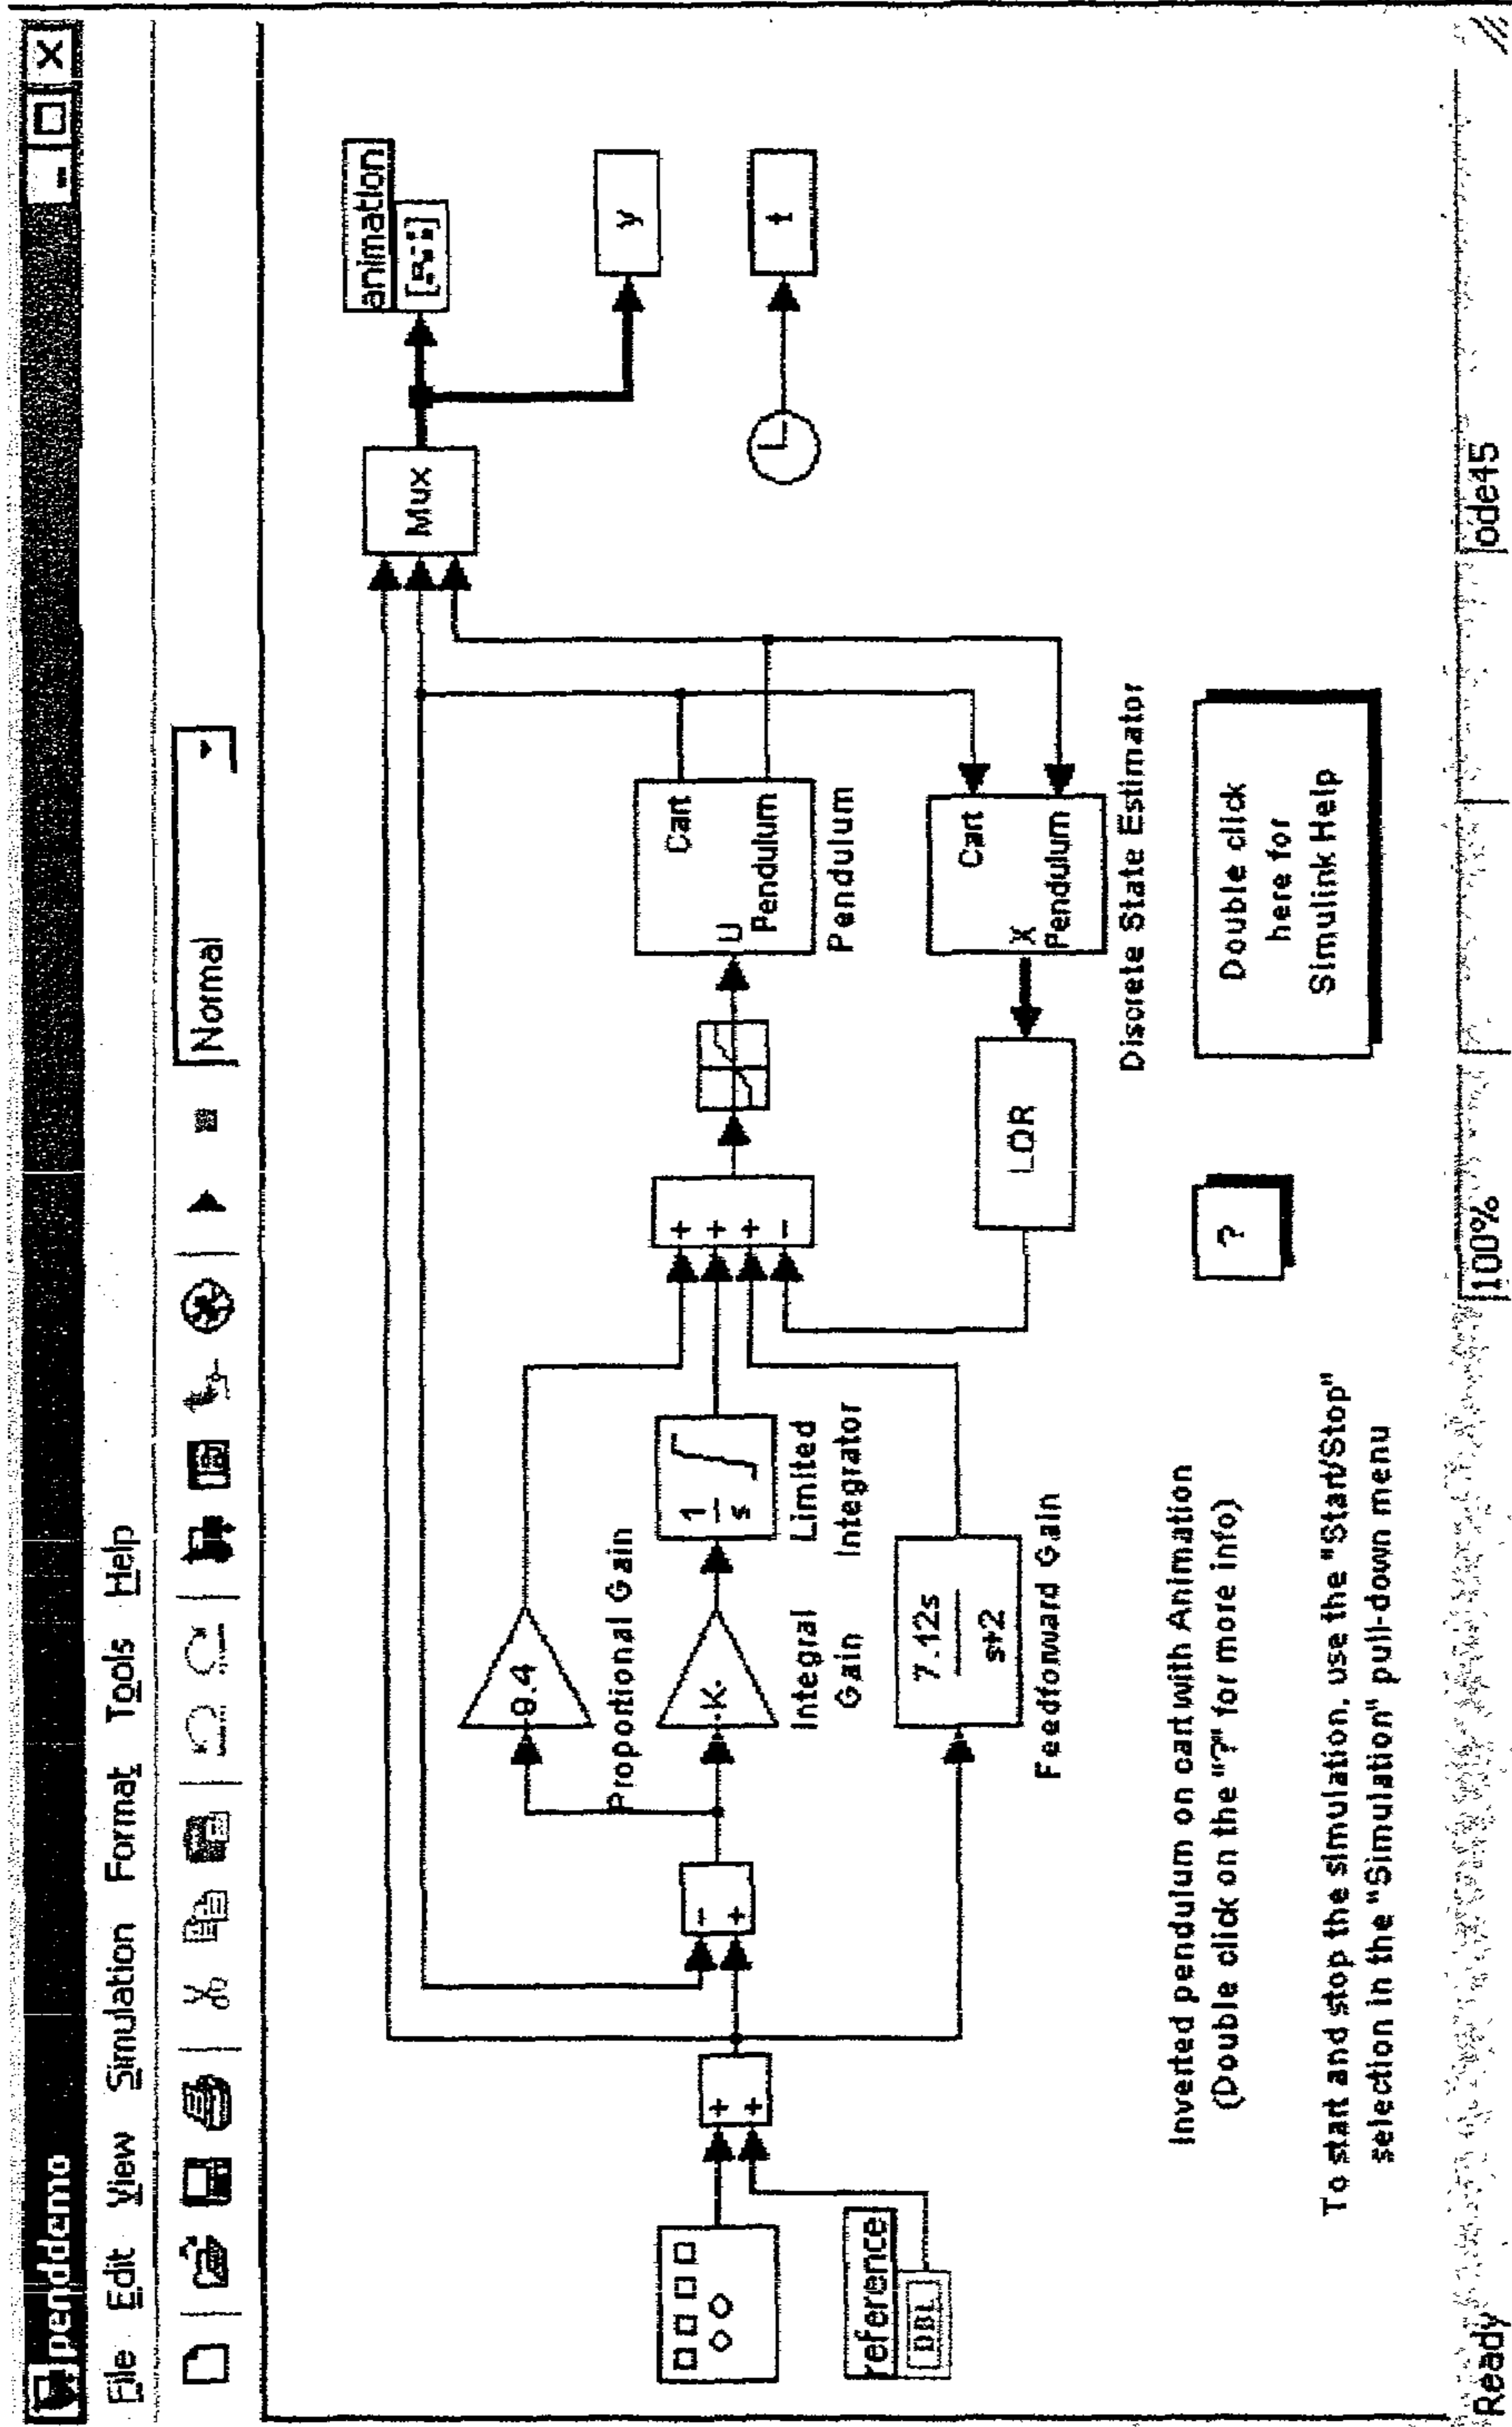 penddemo
File Edit View Simulation Format Tools Help
Normal
animation
Mux
y
t
+
+
-
+
-9.4
Proportional Gain
-K-
Integral
Gain
1
s
Limited
Integrator
7.12s
s+2
Feedforward Gain
+
+
+
-
U
Cart
Pendulum
Pendulum
X
Cart
Pendulum
Discrete State Estimator
LQR
reference
DBL
?
Double click
here for
Simulink Help
Inverted pendulum on cart with Animation
(Double click on the "?" for more info)
To start and stop the simulation, use the "Start/Stop"
selection in the "Simulation" pull-down menu
Ready
100%
ode45